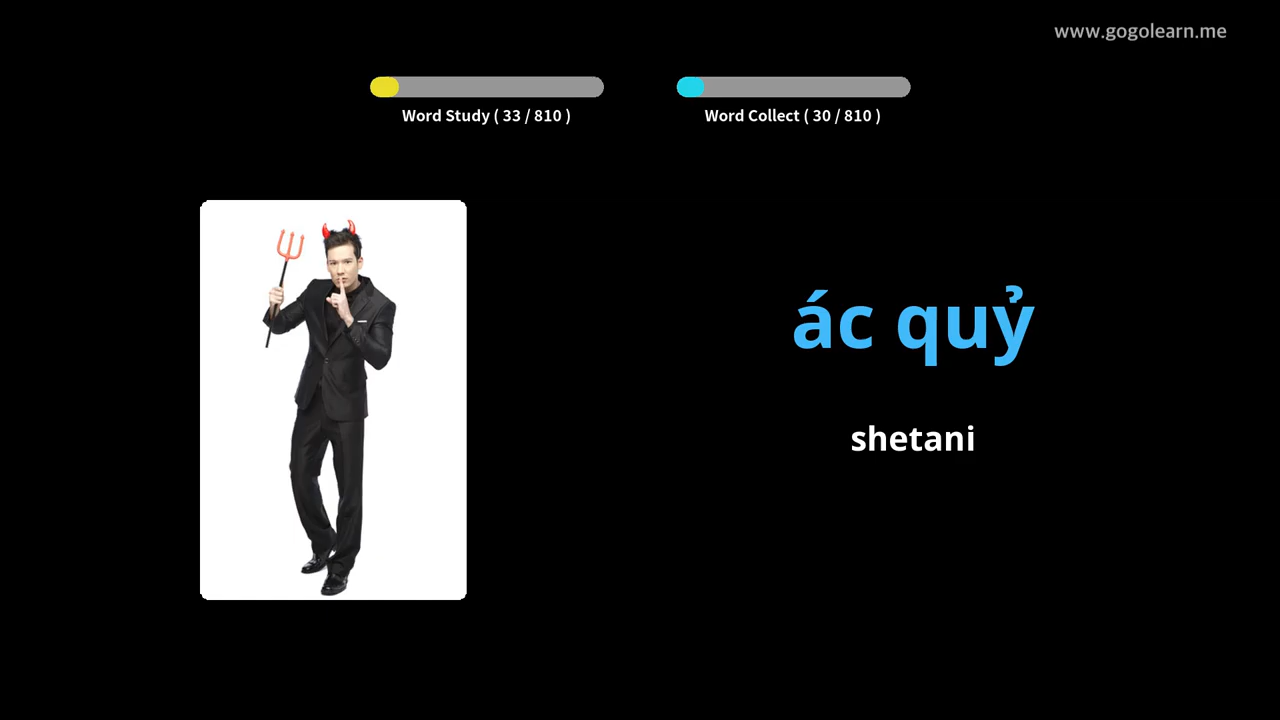 www.gogolearn.me
Word Study ( 33 / 810 )
Word Collect ( 30 / 810 )
ác quỷ
shetani